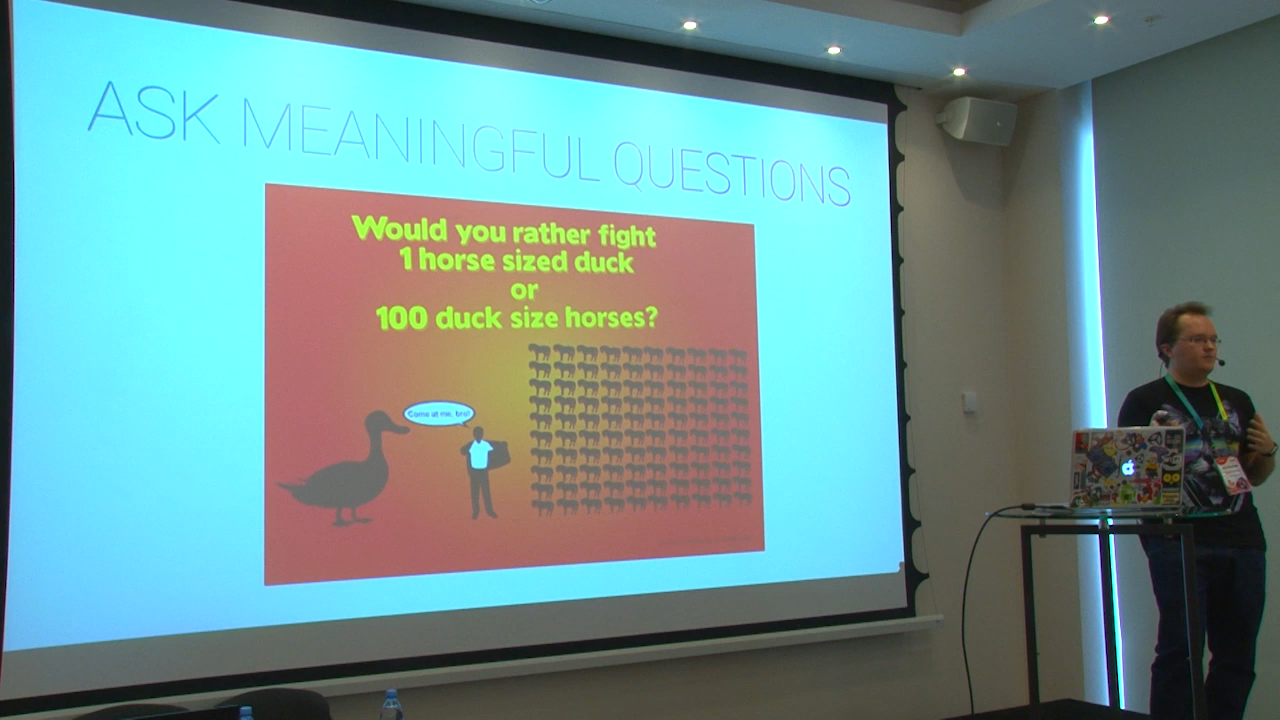 ASK MEANINGFUL QUESTIONS
Would you rather fight
1 horse sized duck
or
100 duck size horses?
Come at me, bro!